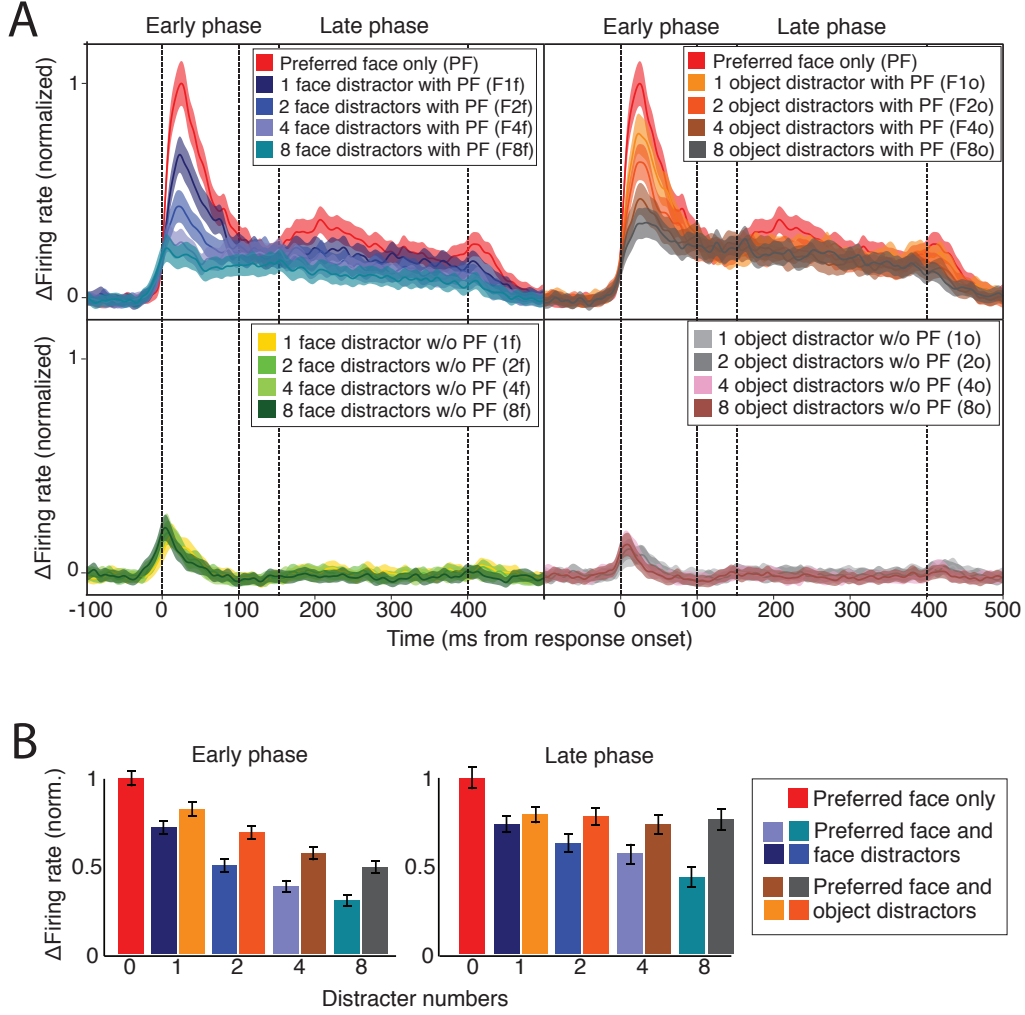 A
Early phase
Late phase
Early phase
Late phase
ΔFiring rate (normalized)
1
0
Preferred face only (PF)
1 face distractor with PF (F1f)
2 face distractors with PF (F2f)
4 face distractors with PF (F4f)
8 face distractors with PF (F8f)
Preferred face only (PF)
1 object distractor with PF (F1o)
2 object distractors with PF (F2o)
4 object distractors with PF (F4o)
8 object distractors with PF (F8o)
ΔFiring rate (normalized)
1
0
1 face distractor w/o PF (1f)
2 face distractors w/o PF (2f)
4 face distractors w/o PF (4f)
8 face distractors w/o PF (8f)
1 object distractor w/o PF (1o)
2 object distractors w/o PF (2o)
4 object distractors w/o PF (4o)
8 object distractors w/o PF (8o)
-100 0 100 200 400 0 100 200 400 500
Time (ms from response onset)
B
Early phase
Late phase
ΔFiring rate (norm.)
1
0.5
0
0 1 2 4 8
1
0.5
0
0 1 2 4 8
Distracter numbers
Preferred face only
Preferred face and
face distractors
Preferred face and
object distractors